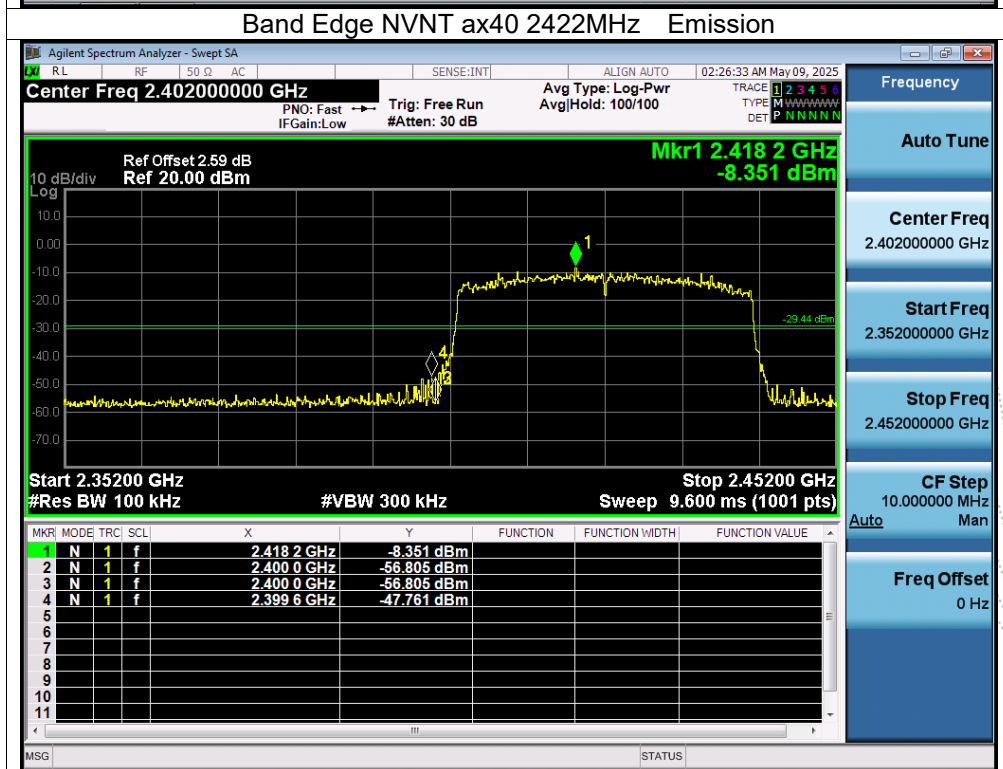 Band Edge NVNT ax40 2422MHz Emission
Agilent Spectrum Analyzer - Swept SA
LXI RL RF 50 Ω AC SENSE:INT ALIGN AUTO 02:26:33 AM May 09, 2025
Center Freq 2.402000000 GHz
PNO: Fast
IFGain:Low
Trig: Free Run
#Atten: 30 dB
Avg Type: Log-Pwr
Avg|Hold: 100/100
TRACE 1 2 3 4 5 6
TYPE M WWWWW
DET P N N N N N
Ref Offset 2.59 dB
Ref 20.00 dBm
10 dB/div
Log
Mkr1 2.418 2 GHz
-8.351 dBm
10.0
0.00
-10.0
-20.0
-30.0
-40.0
-50.0
-60.0
-70.0
1
-29.44 dBm
4
3
Start 2.35200 GHz
Stop 2.45200 GHz
#Res BW 100 kHz
#VBW 300 kHz
Sweep 9.600 ms (1001 pts)
MKR MODE TRC SCL X Y FUNCTION FUNCTION WIDTH FUNCTION VALUE
1 N 1 f 2.418 2 GHz -8.351 dBm
2 N 1 f 2.400 0 GHz -56.805 dBm
3 N 1 f 2.400 0 GHz -56.805 dBm
4 N 1 f 2.399 6 GHz -47.761 dBm
5
6
7
8
9
10
11
MSG
STATUS
Frequency
Auto Tune
Center Freq
2.402000000 GHz
Start Freq
2.352000000 GHz
Stop Freq
2.452000000 GHz
CF Step
10.000000 MHz
Auto Man
Freq Offset
0 Hz